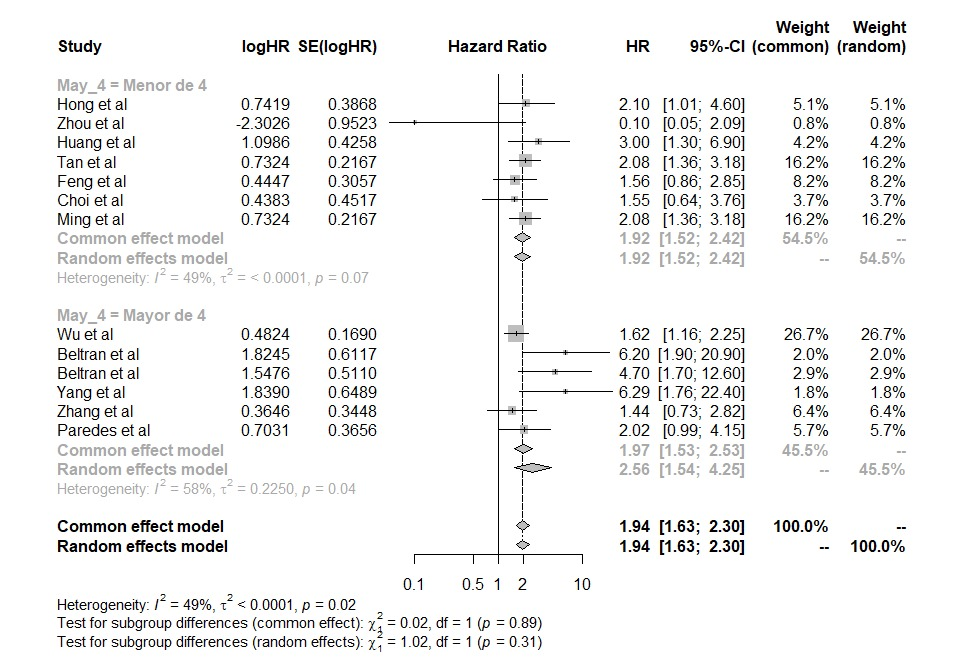 Weight Weight
Study logHR SE(logHR) Hazard Ratio HR 95%-CI (common) (random)
May_4 = Menor de 4
Hong et al 0.7419 0.3868 2.10 [1.01; 4.60] 5.1% 5.1%
Zhou et al -2.3026 0.9523 0.10 [0.05; 2.09] 0.8% 0.8%
Huang et al 1.0986 0.4258 3.00 [1.30; 6.90] 4.2% 4.2%
Tan et al 0.7324 0.2167 2.08 [1.36; 3.18] 16.2% 16.2%
Feng et al 0.4447 0.3057 1.56 [0.86; 2.85] 8.2% 8.2%
Choi et al 0.4383 0.4517 1.55 [0.64; 3.76] 3.7% 3.7%
Ming et al 0.7324 0.2167 2.08 [1.36; 3.18] 16.2% 16.2%
Common effect model 1.92 [1.52; 2.42] 54.5% --
Random effects model 1.92 [1.52; 2.42] -- 54.5%
Heterogeneity: I² = 49%, τ² = < 0.0001, p = 0.07
May_4 = Mayor de 4
Wu et al 0.4824 0.1690 1.62 [1.16; 2.25] 26.7% 26.7%
Beltran et al 1.8245 0.6117 6.20 [1.90; 20.90] 2.0% 2.0%
Beltran et al 1.5476 0.5110 4.70 [1.70; 12.60] 2.9% 2.9%
Yang et al 1.8390 0.6489 6.29 [1.76; 22.40] 1.8% 1.8%
Zhang et al 0.3646 0.3448 1.44 [0.73; 2.82] 6.4% 6.4%
Paredes et al 0.7031 0.3656 2.02 [0.99; 4.15] 5.7% 5.7%
Common effect model 1.97 [1.53; 2.53] 45.5% --
Random effects model 2.56 [1.54; 4.25] -- 45.5%
Heterogeneity: I² = 58%, τ² = 0.2250, p = 0.04
Common effect model 1.94 [1.63; 2.30] 100.0% --
Random effects model 1.94 [1.63; 2.30] -- 100.0%
0.1 0.5 1 2 10
Heterogeneity: I² = 49%, τ² < 0.0001, p = 0.02
Test for subgroup differences (common effect): χ²₁ = 0.02, df = 1 (p = 0.89)
Test for subgroup differences (random effects): χ²₁ = 1.02, df = 1 (p = 0.31)